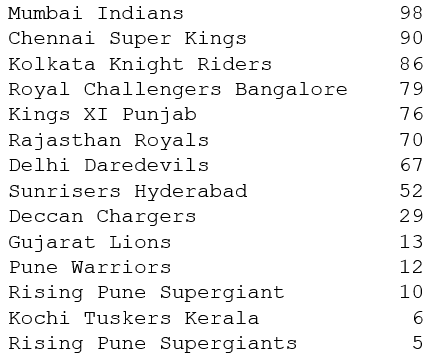 Mumbai Indians 98
Chennai Super Kings 90
Kolkata Knight Riders 86
Royal Challengers Bangalore 79
Kings XI Punjab 76
Rajasthan Royals 70
Delhi Daredevils 67
Sunrisers Hyderabad 52
Deccan Chargers 29
Gujarat Lions 13
Pune Warriors 12
Rising Pune Supergiant 10
Kochi Tuskers Kerala 6
Rising Pune Supergiants 5